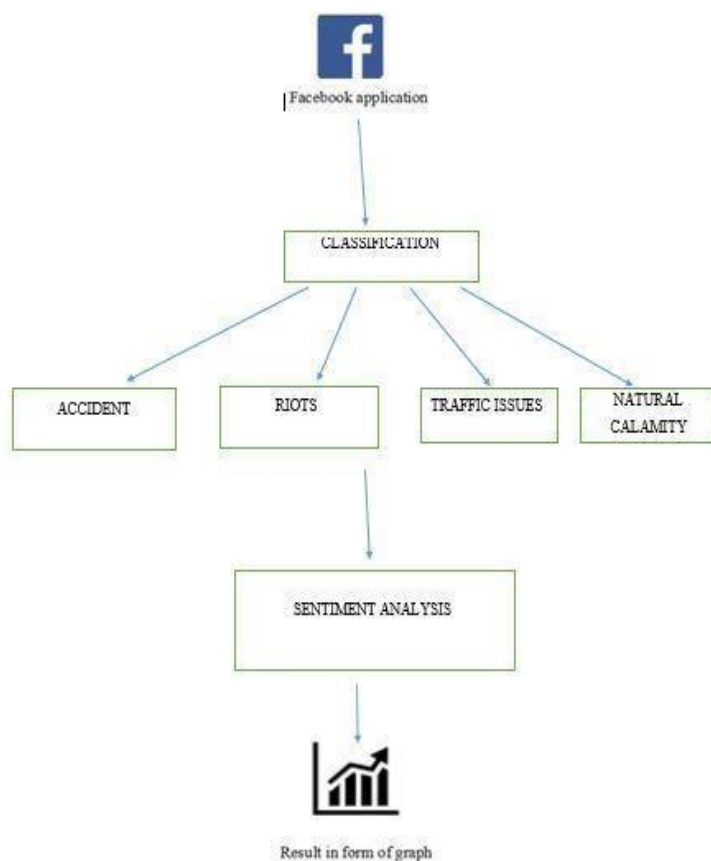 Facebook application
CLASSIFICATION
ACCIDENT
RIOTS
TRAFFIC ISSUES
NATURAL
CALAMITY
SENTIMENT ANALYSIS
Result in form of graph